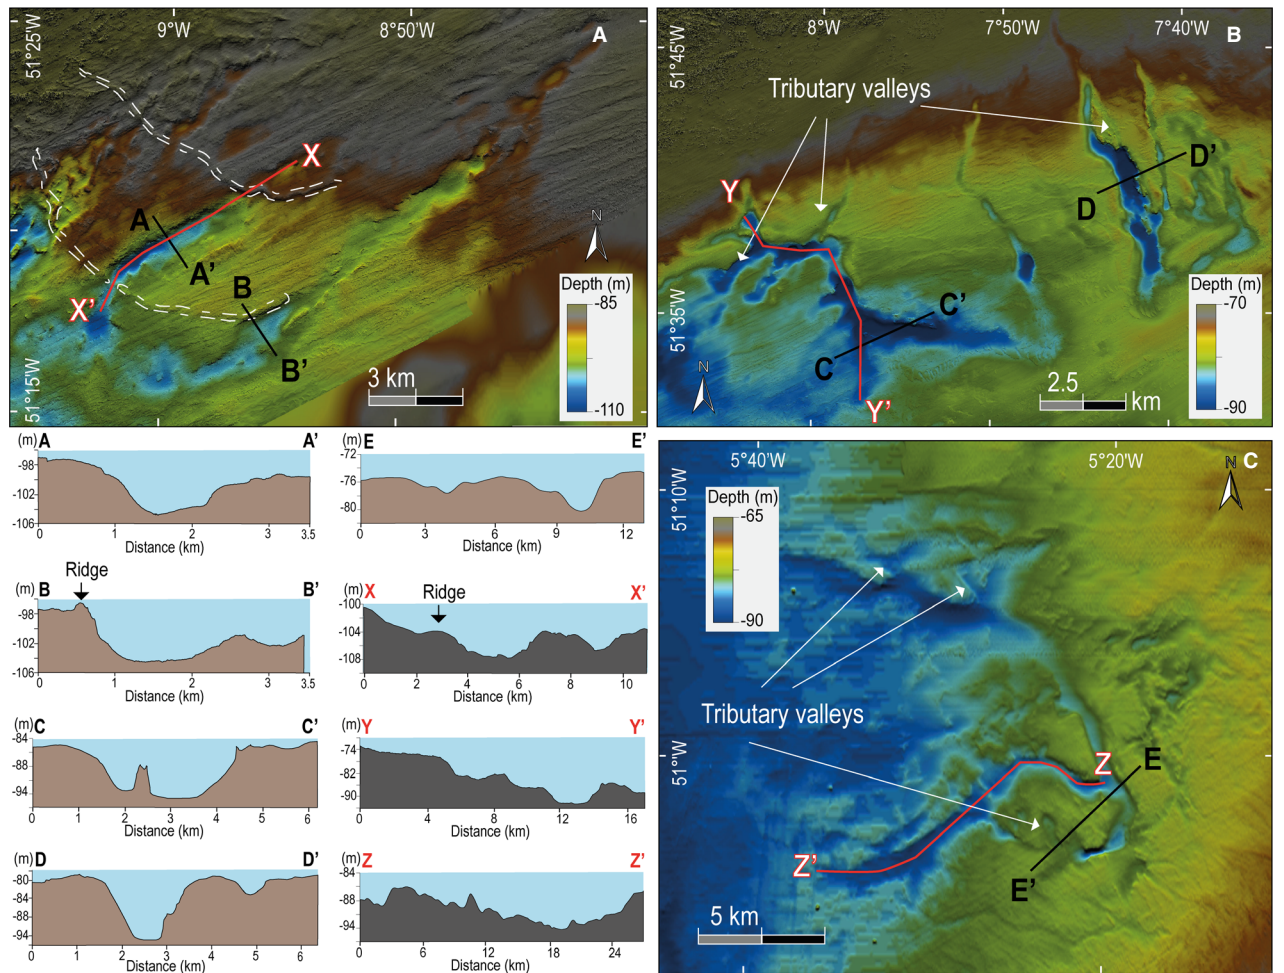 9°W
8°50'W
A
51°25'W
X
A
A'
B
X'
B'
N
Depth (m)
-85
-110
3 km
51°15'W
8°W
7°50'W
7°40'W
B
51°45'W
Tributary valleys
D'
D
Y
C'
C
Y'
51°35'W
N
Depth (m)
-70
-90
2.5
km
(m) A A'
-98
-102
-106
0 1 2 3 3.5
Distance (km)
(m) E E'
-72
-76
-80
0 3 6 9 12
Distance (km)
Ridge
(m) B B'
-98
-102
-106
0 1 2 3 3.5
Distance (km)
X X'
Ridge
-100
-104
-108
0 2 4 6 8 10
Distance (km)
(m) C C'
-84
-88
-94
0 1 2 3 4 5 6
Distance (km)
(m) Y Y'
-74
-82
-90
0 4 8 12 16
Distance (km)
(m) D D'
-80
-84
-88
-94
0 1 2 3 4 5 6
Distance (km)
(m) Z Z'
-84
-88
-94
0 6 12 18 24
Distance (km)
5°40'W
5°20'W
C
N
51°10'W
Depth (m)
-65
-90
Tributary valleys
51°W
Z
E
Z'
E'
5 km